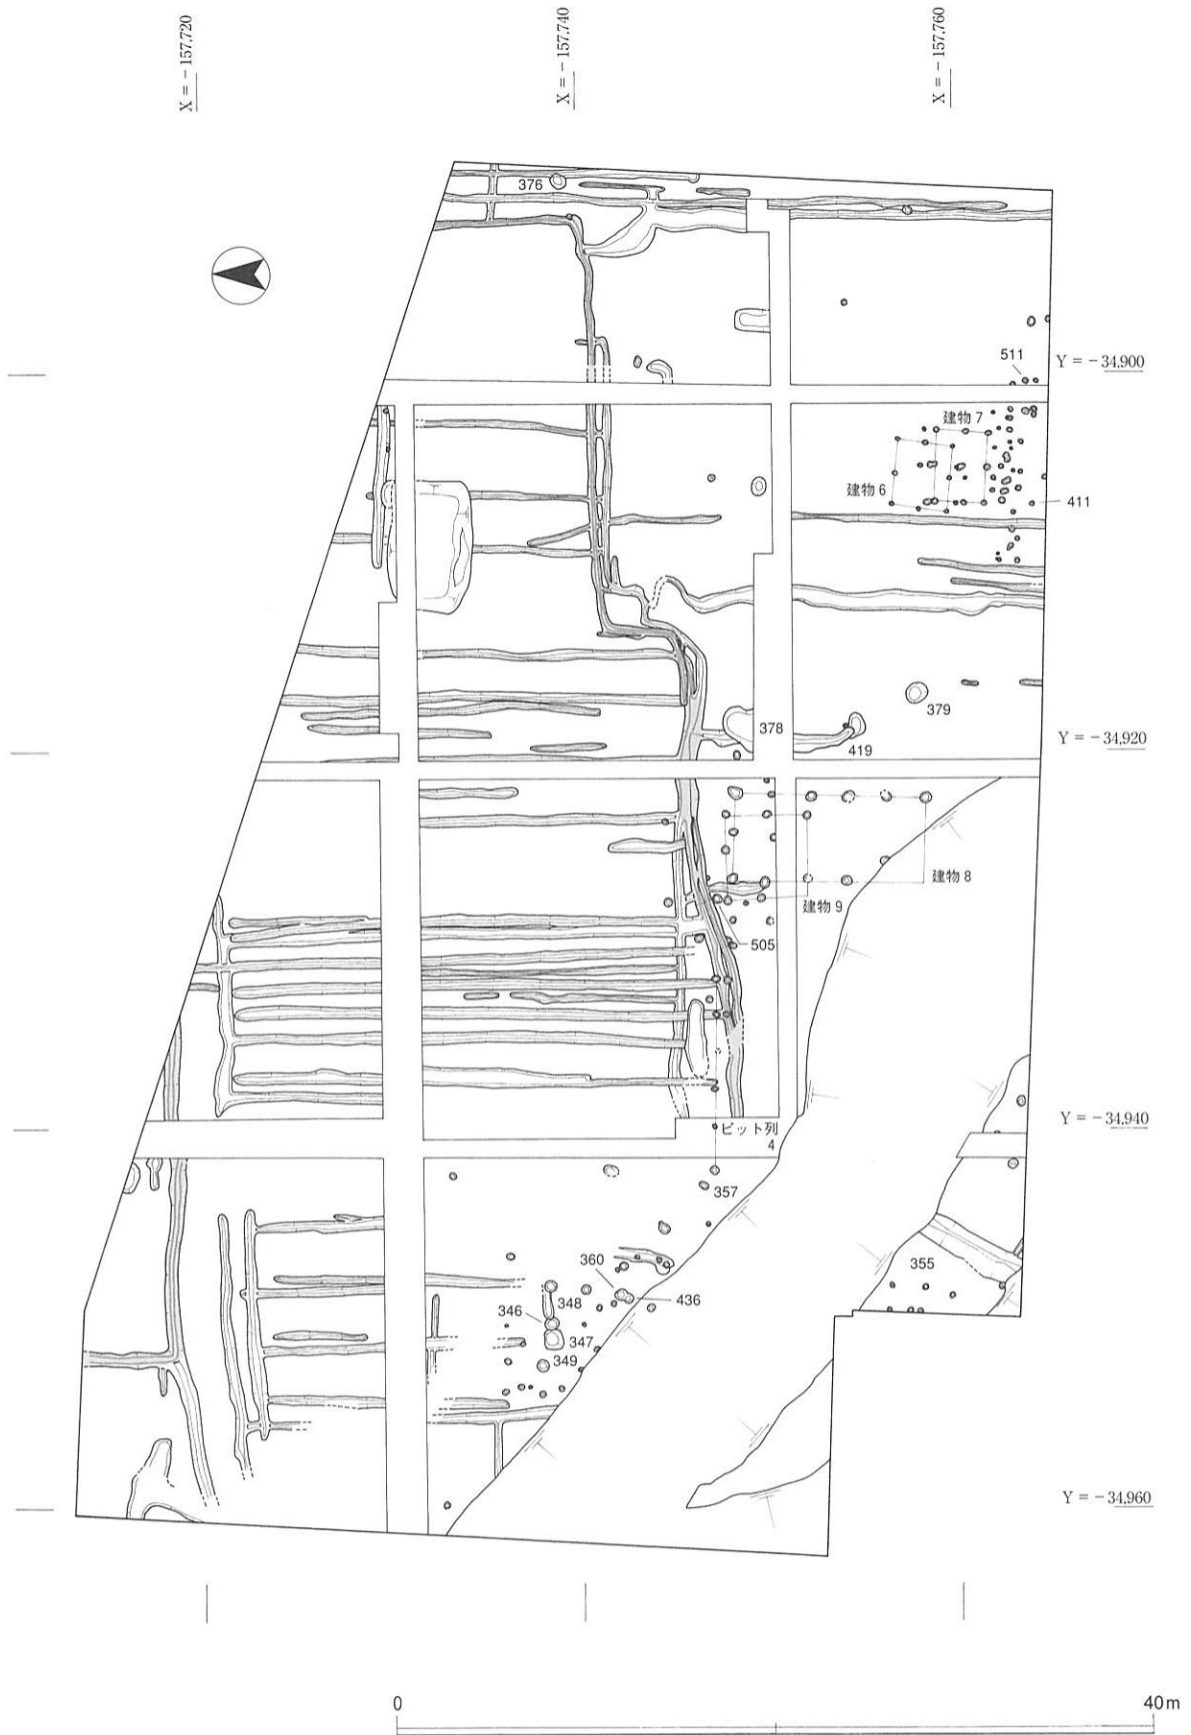 X = －157,720
X = －157,740
X = －157,760
376
Y = －34,900
511
建物 7
建物 6
411
379
378
Y = －34,920
419
建物 8
建物 9
505
Y = －34,940
ピット列
4
357
355
360
436
348
346
347
349
Y = －34,960
0
40m